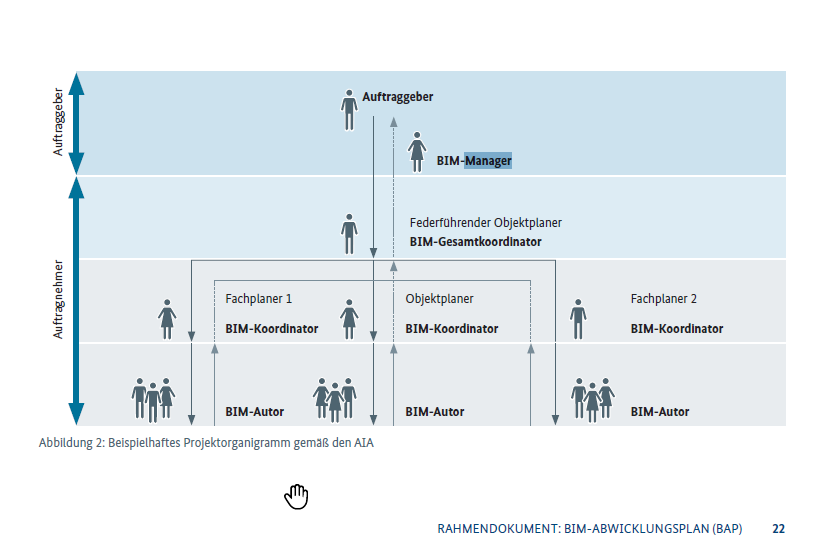 Auftraggeber
Auftraggeber
BIM-Manager
Auftragnehmer
Federführender Objektplaner
BIM-Gesamtkoordinator
Fachplaner 1
Objektplaner
Fachplaner 2
BIM-Koordinator
BIM-Koordinator
BIM-Koordinator
BIM-Autor
BIM-Autor
BIM-Autor
Abbildung 2: Beispielhaftes Projektorganigramm gemäß den AIA
RAHMENDOKUMENT: BIM-ABWICKLUNGSPLAN (BAP) 22